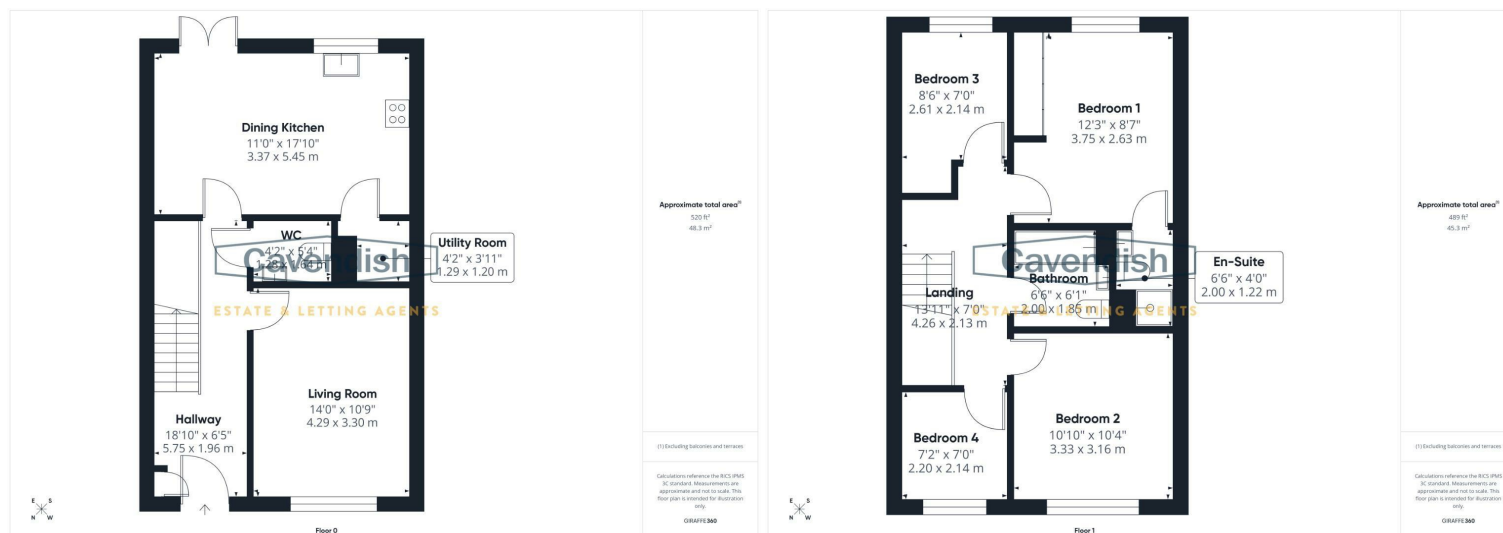 Dining Kitchen
11'0" x 17'10"
3.37 x 5.45 m
WC
4'2" x 5'4"
1.28 x 1.64 m
Utility Room
4'2" x 3'11"
1.29 x 1.20 m
Cavendish
ESTATE & LETTING AGENTS
Living Room
14'0" x 10'9"
4.29 x 3.30 m
Hallway
18'10" x 6'5"
5.75 x 1.96 m
E S
N W
Floor 0
Approximate total area⁽¹⁾
520 ft²
48.3 m²
(1) Excluding balconies and terraces
Calculations reference the RICS IPMS
3C standard. Measurements are
approximate and not to scale. This
floor plan is intended for illustration
only.
GIRAFFE360
Bedroom 3
8'6" x 7'0"
2.61 x 2.14 m
Bedroom 1
12'3" x 8'7"
3.75 x 2.63 m
Cavendish
ESTATE & LETTING AGENTS
En-Suite
6'6" x 4'0"
2.00 x 1.22 m
Bathroom
6'6" x 6'1"
2.00 x 1.85 m
Landing
13'11" x 7'0"
4.26 x 2.13 m
Bedroom 4
7'2" x 7'0"
2.20 x 2.14 m
Bedroom 2
10'10" x 10'4"
3.33 x 3.16 m
E S
N W
Floor 1
Approximate total area⁽¹⁾
489 ft²
45.3 m²
(1) Excluding balconies and terraces
Calculations reference the RICS IPMS
3C standard. Measurements are
approximate and not to scale. This
floor plan is intended for illustration
only.
GIRAFFE360